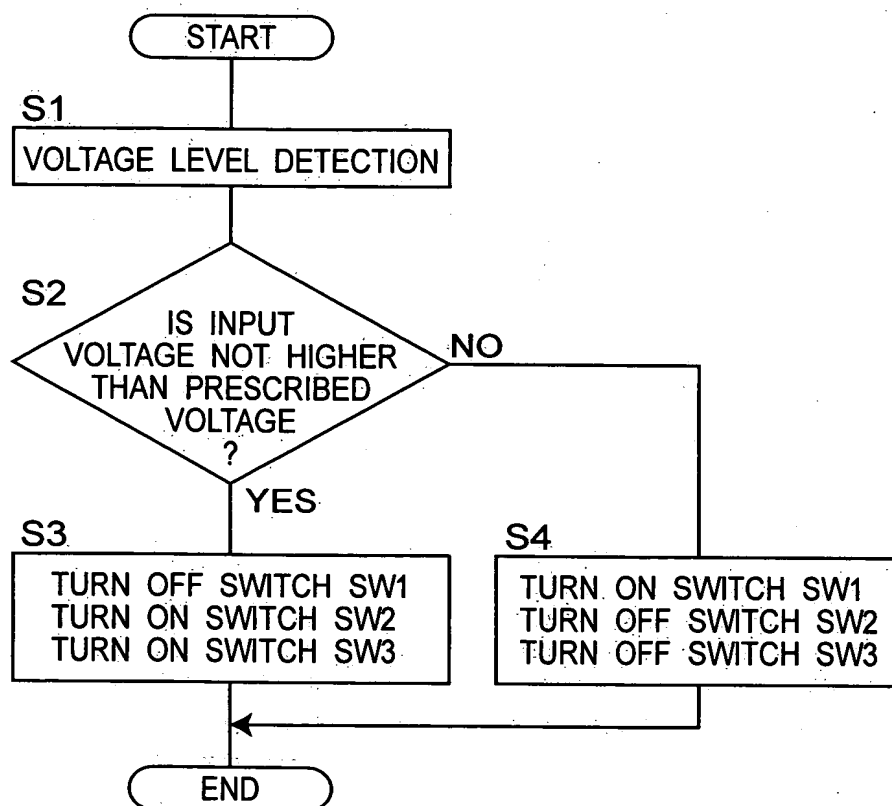 START
S1
VOLTAGE LEVEL DETECTION
S2
IS INPUT
VOLTAGE NOT HIGHER
THAN PRESCRIBED
VOLTAGE
?
NO
YES
S3
TURN OFF SWITCH SW1
TURN ON SWITCH SW2
TURN ON SWITCH SW3
S4
TURN ON SWITCH SW1
TURN OFF SWITCH SW2
TURN OFF SWITCH SW3
END